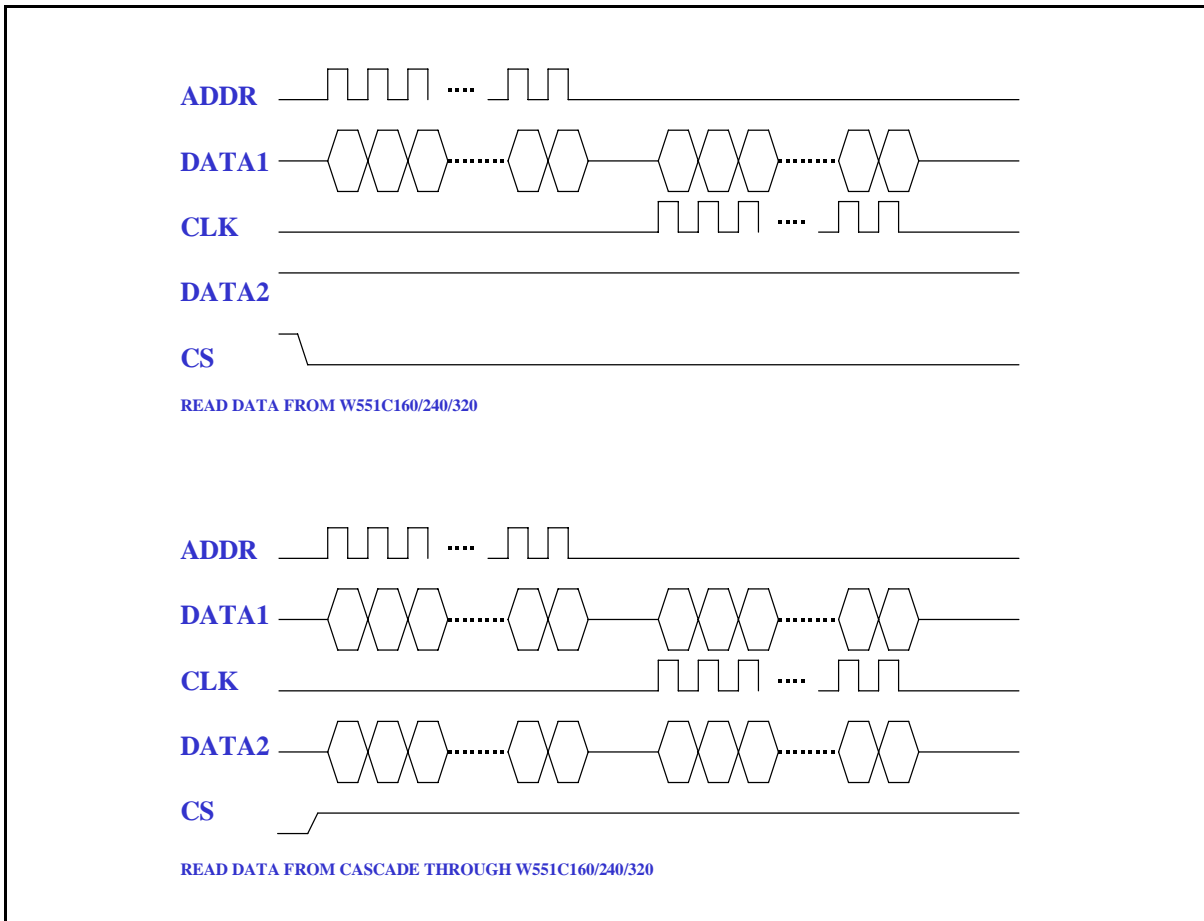 ADDR
DATA1
CLK
DATA2
CS
READ DATA FROM W551C160/240/320
ADDR
DATA1
CLK
DATA2
CS
READ DATA FROM CASCADE THROUGH W551C160/240/320